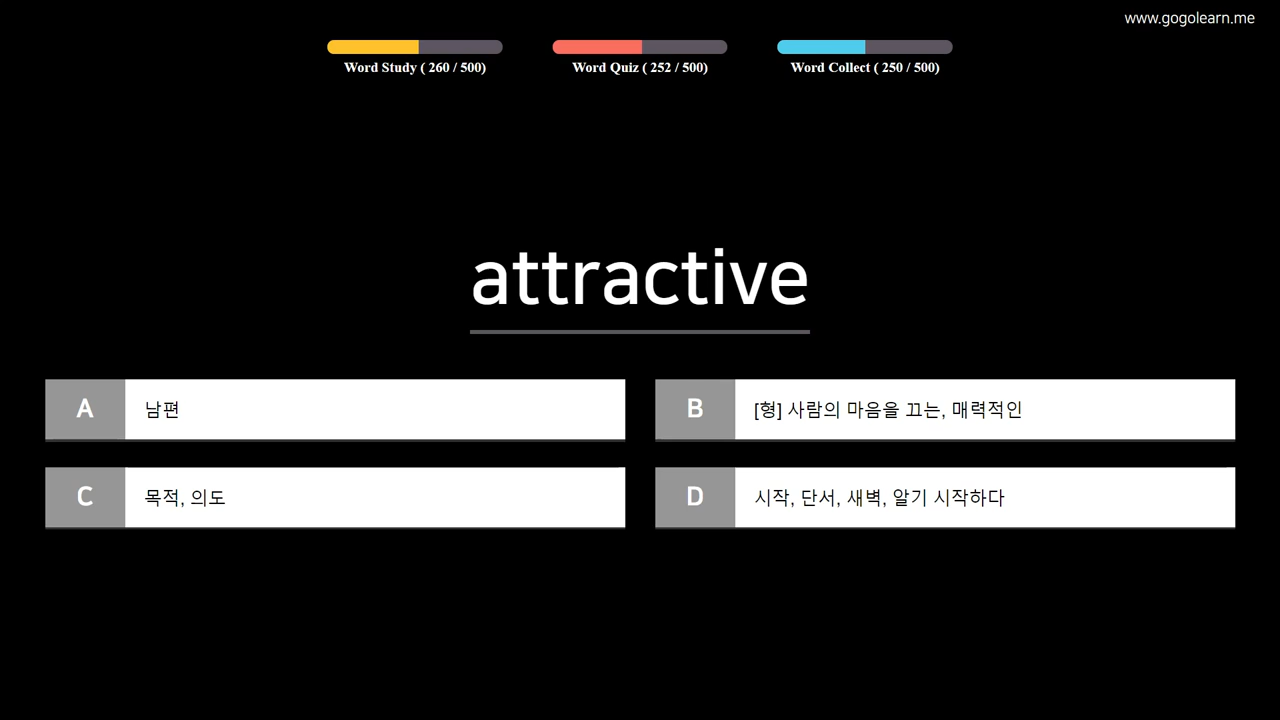 www.gogolearn.me
Word Study ( 260 / 500)
Word Quiz ( 252 / 500)
Word Collect ( 250 / 500)
attractive
A 남편
B [형] 사람의 마음을 끄는, 매력적인
C 목적, 의도
D 시작, 단서, 새벽, 알기 시작하다